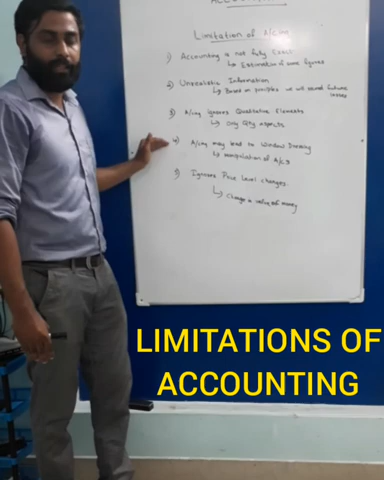 ACCOUNTING
Limitation of A/cing
1) Accounting is not fully Exact
↳ Estimation of some figures
2) Unrealistic Information
↳ Based on principles we will record future losses
3) A/cing ignores Qualitative Elements
↳ Only Qty aspects
4) A/cing may lead to Window Dressing
↳ manipulation of A/Cs
5) Ignores Price Level changes.
↳ Change in value of money
LIMITATIONS OF
ACCOUNTING